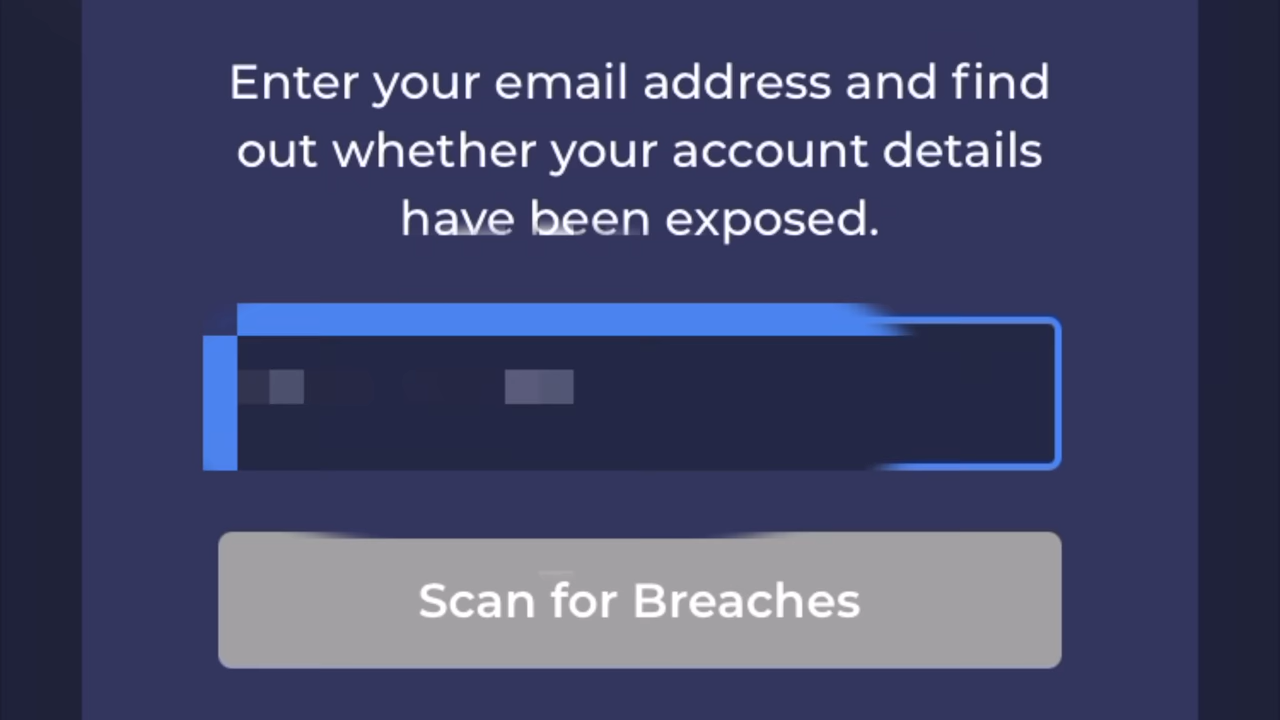 Enter your email address and find
out whether your account details
have been exposed.
Scan for Breaches